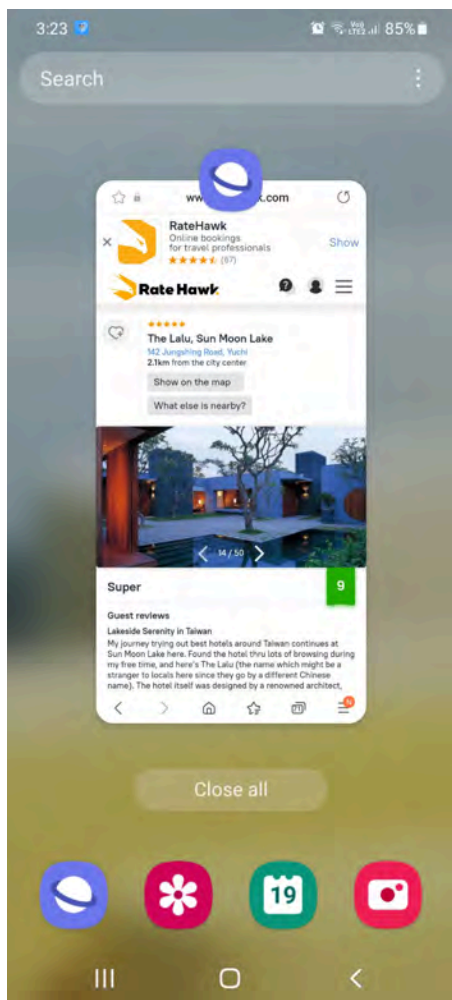 3:23
Vo))
LTE2
85%
Search
www
k.com
RateHawk
Online bookings
for travel professionals
(67)
Show
Rate Hawk
The Lalu, Sun Moon Lake
142 Jungshing Road, Yuchi
2.1km from the city center
Show on the map
What else is nearby?
14 / 50
Super
9
Guest reviews
Lakeside Serenity in Taiwan
My journey trying out best hotels around Taiwan continues at
Sun Moon Lake here. Found the hotel thru lots of browsing during
my free time, and here's The Lalu (the name which might be a
stranger to locals here since they go by a different Chinese
name). The hotel itself was designed by a renowned architect,
Close all
19